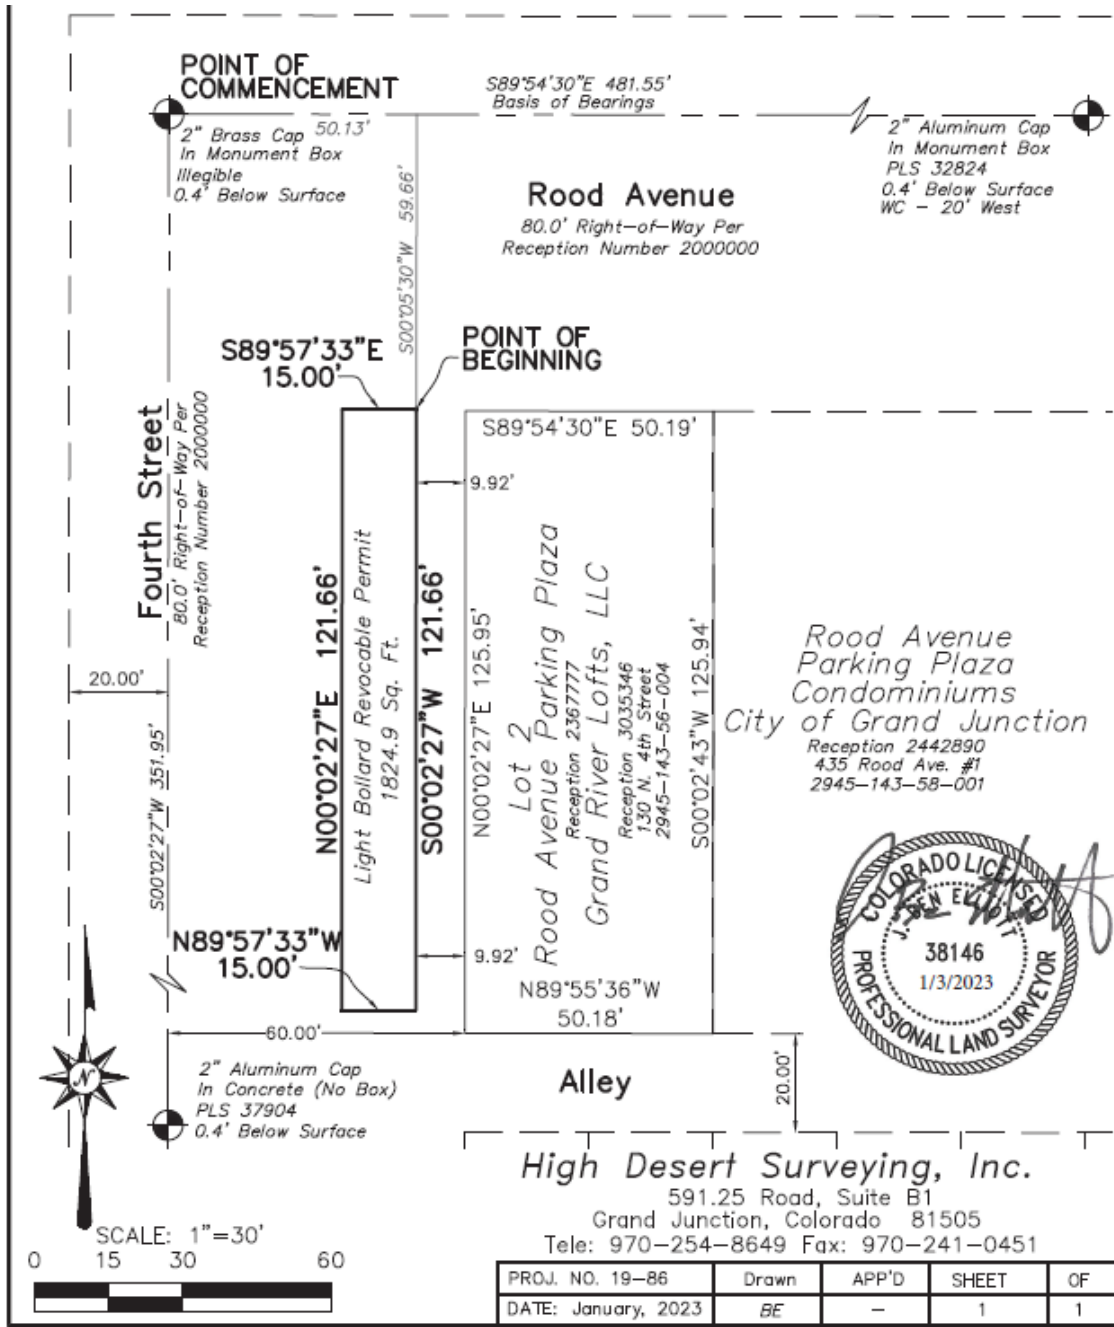 POINT OF
COMMENCEMENT
S89°54'30"E 481.55'
Basis of Bearings
50.13'
2" Brass Cap
In Monument Box
Illegible
0.4' Below Surface
2" Aluminum Cap
In Monument Box
PLS 32824
0.4' Below Surface
WC - 20' West
Rood Avenue
80.0' Right-of-Way Per
Reception Number 2000000
S00°05'30"W 59.66'
S89°57'33"E
15.00'
POINT OF
BEGINNING
S89°54'30"E 50.19'
9.92'
Fourth Street
80.0' Right-of-Way Per
Reception Number 2000000
20.00'
S00°02'27"W 351.95'
N00°02'27"E 121.66'
Light Bollard Revocable Permit
1824.9 Sq. Ft.
S00°02'27"W 121.66'
N00°02'27"E 125.95'
Lot 2
Rood Avenue Parking Plaza
Reception 2367777
Grand River Lofts, LLC
Reception 3035346
130 N. 4th Street
2945-143-56-004
S00°02'43"W 125.94'
Rood Avenue
Parking Plaza
Condominiums
City of Grand Junction
Reception 2442890
435 Rood Ave. #1
2945-143-58-001
COLORADO LICENSED
J. BEN ELLIOTT
38146
1/3/2023
PROFESSIONAL LAND SURVEYOR
N89°57'33"W
15.00'
9.92'
N89°55'36"W
50.18'
60.00'
2" Aluminum Cap
In Concrete (No Box)
PLS 37904
0.4' Below Surface
Alley
20.00'
N
SCALE: 1"=30'
0 15 30 60
High Desert Surveying, Inc.
591.25 Road, Suite B1
Grand Junction, Colorado 81505
Tele: 970-254-8649 Fax: 970-241-0451
PROJ. NO. 19-86 Drawn APP'D SHEET OF
DATE: January, 2023 BE - 1 1